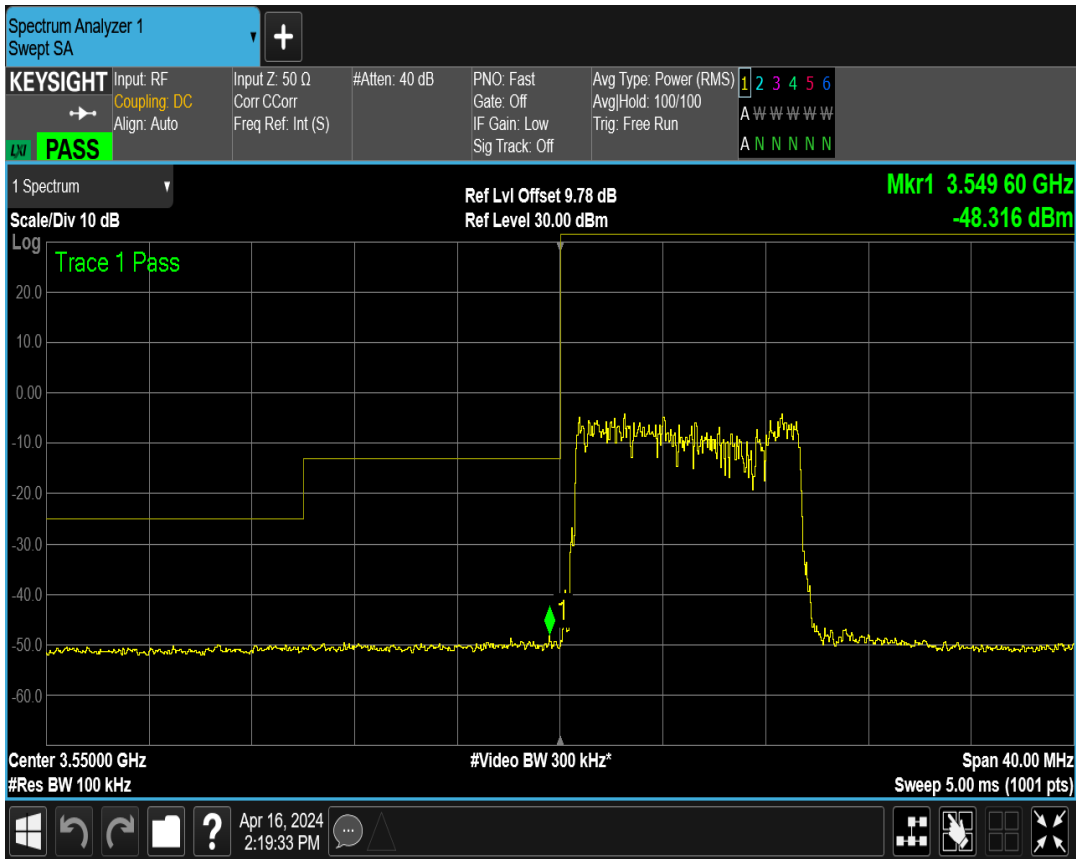 Spectrum Analyzer 1
Swept SA
+
KEYSIGHT
LXI PASS
Input: RF
Coupling: DC
Align: Auto
Input Z: 50 Ω
Corr CCorr
Freq Ref: Int (S)
#Atten: 40 dB
PNO: Fast
Gate: Off
IF Gain: Low
Sig Track: Off
Avg Type: Power (RMS)
Avg|Hold: 100/100
Trig: Free Run
1 2 3 4 5 6
A W W W W W
A N N N N N
1 Spectrum
Scale/Div 10 dB
Ref Lvl Offset 9.78 dB
Ref Level 30.00 dBm
Mkr1 3.549 60 GHz
-48.316 dBm
Log
Trace 1 Pass
20.0
10.0
0.00
-10.0
-20.0
-30.0
-40.0
-50.0
-60.0
1
Center 3.55000 GHz
#Res BW 100 kHz
#Video BW 300 kHz*
Span 40.00 MHz
Sweep 5.00 ms (1001 pts)
?
Apr 16, 2024
2:19:33 PM